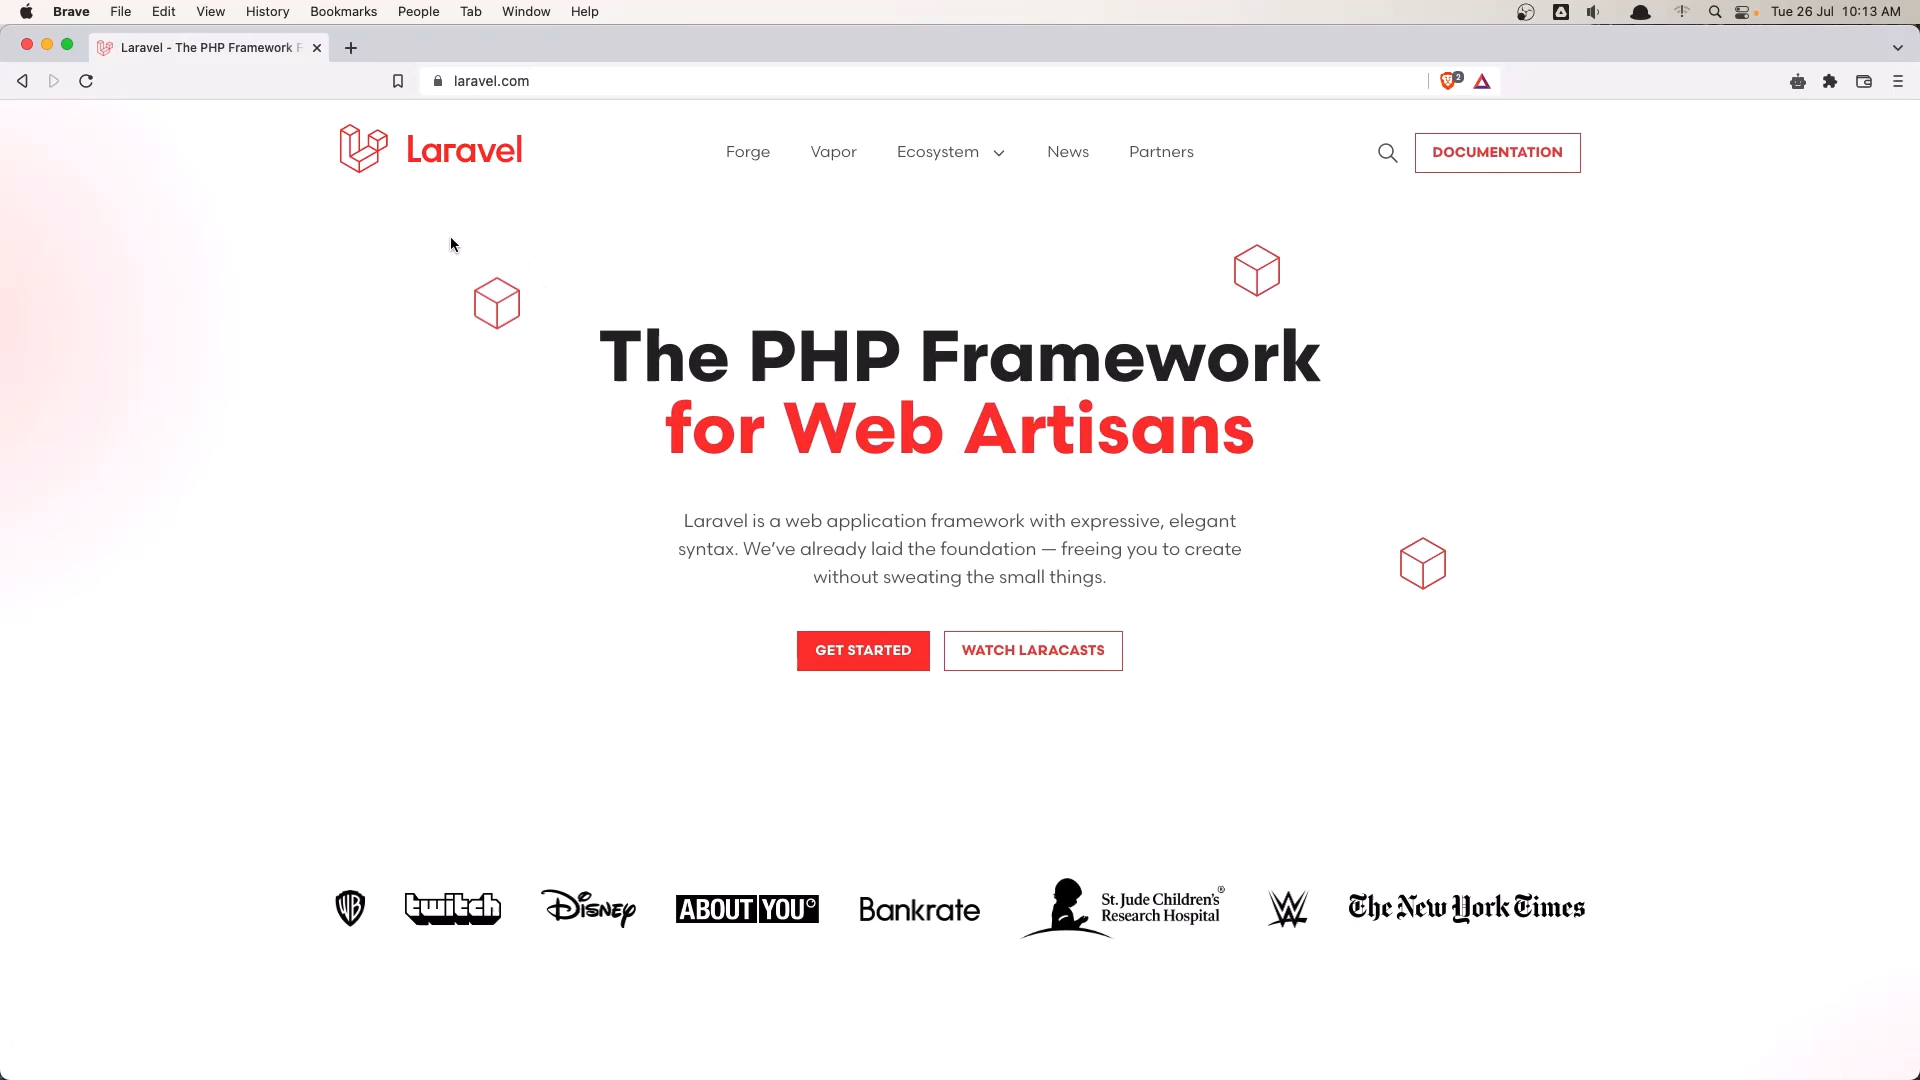 Brave File Edit View History Bookmarks People Tab Window Help Tue 26 Jul 10:13 AM
Laravel - The PHP Framework F
laravel.com 2
Laravel Forge Vapor Ecosystem News Partners DOCUMENTATION
The PHP Framework
for Web Artisans
Laravel is a web application framework with expressive, elegant
syntax. We’ve already laid the foundation — freeing you to create
without sweating the small things.
GET STARTED WATCH LARACASTS
WB twitch Disney ABOUT YOU° Bankrate St. Jude Children's® Research Hospital W The New York Times